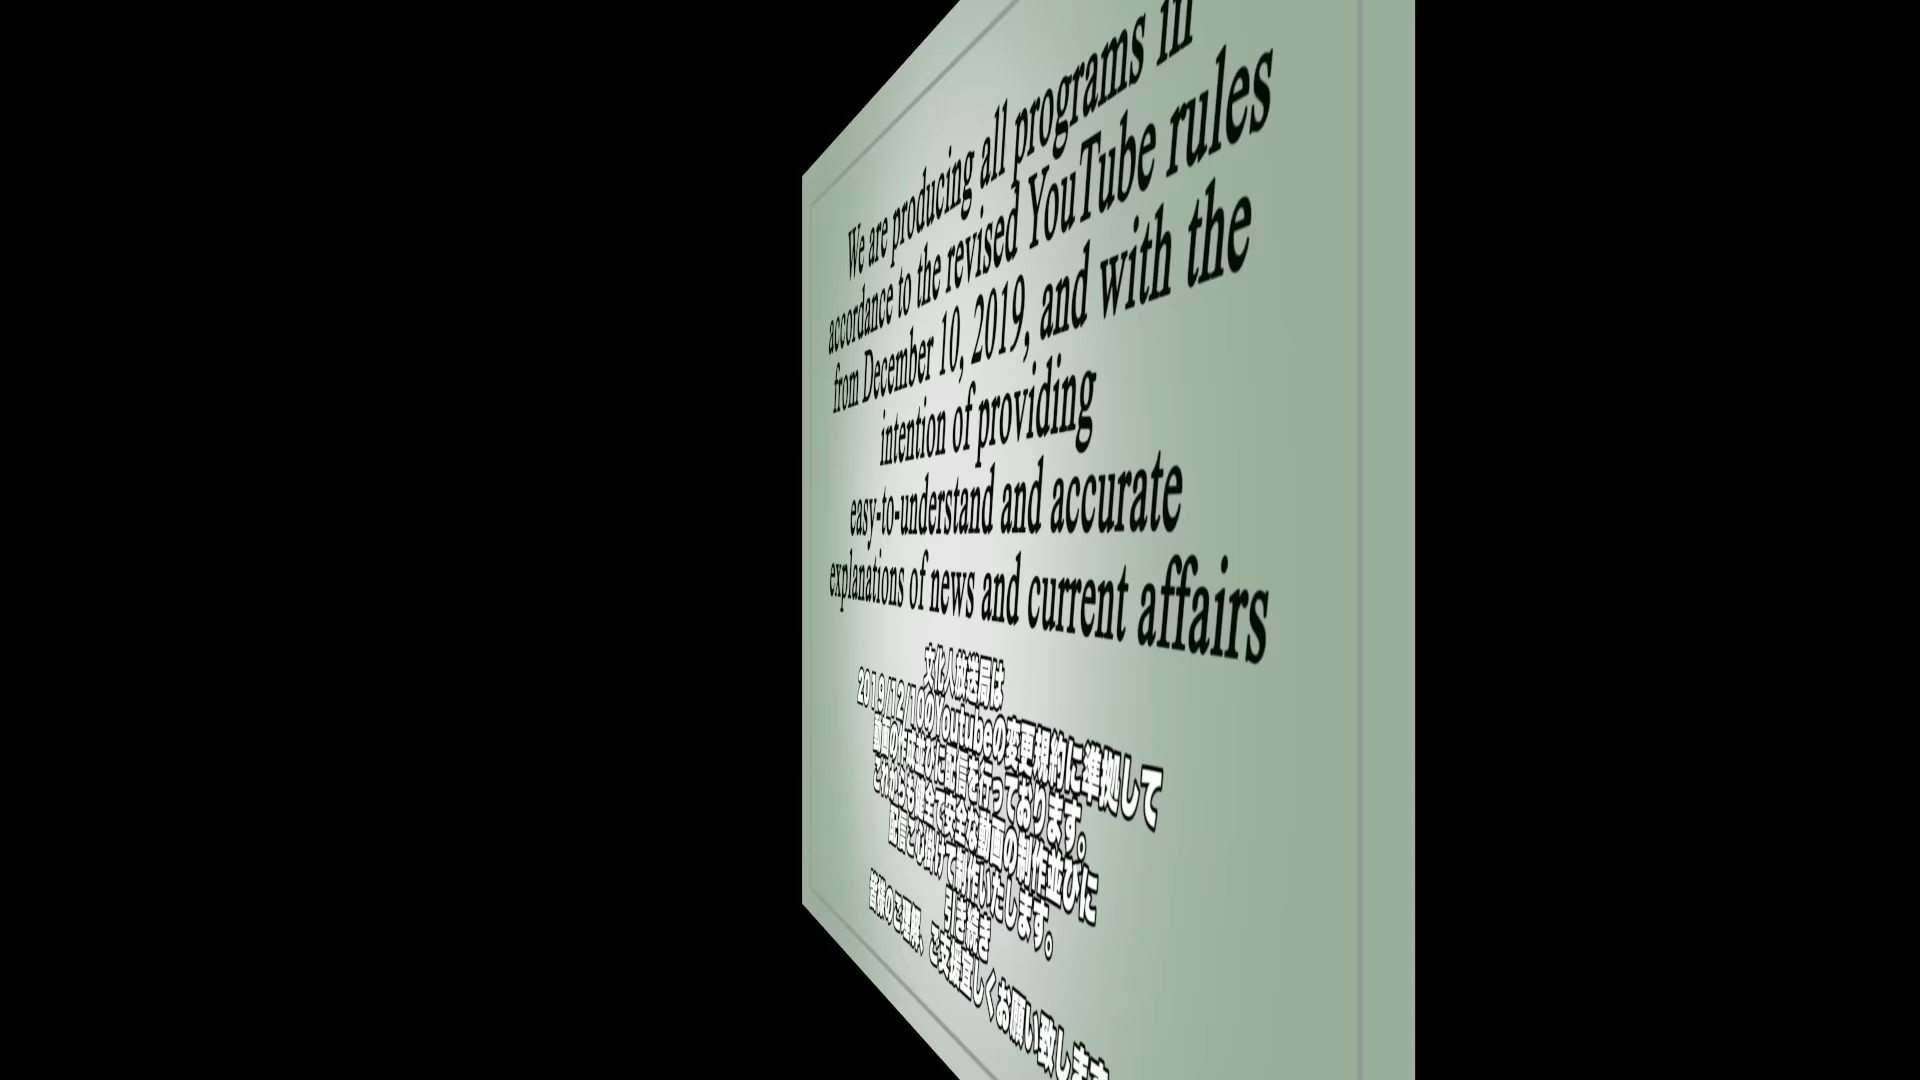 We are producing all programs in
accordance to the revised YouTube rules
from December 10, 2019, and with the
intention of providing
easy-to-understand and accurate
explanations of news and current affairs
文化人放送局は
2019/12/10のYoutubeの変更規約に準拠して
動画の作成並びに配信を行っております。
これからも健全で安全な動画の制作並びに
配信を心掛けて制作いたします。
引き続き
皆様のご理解、ご支援宜しくお願い致します